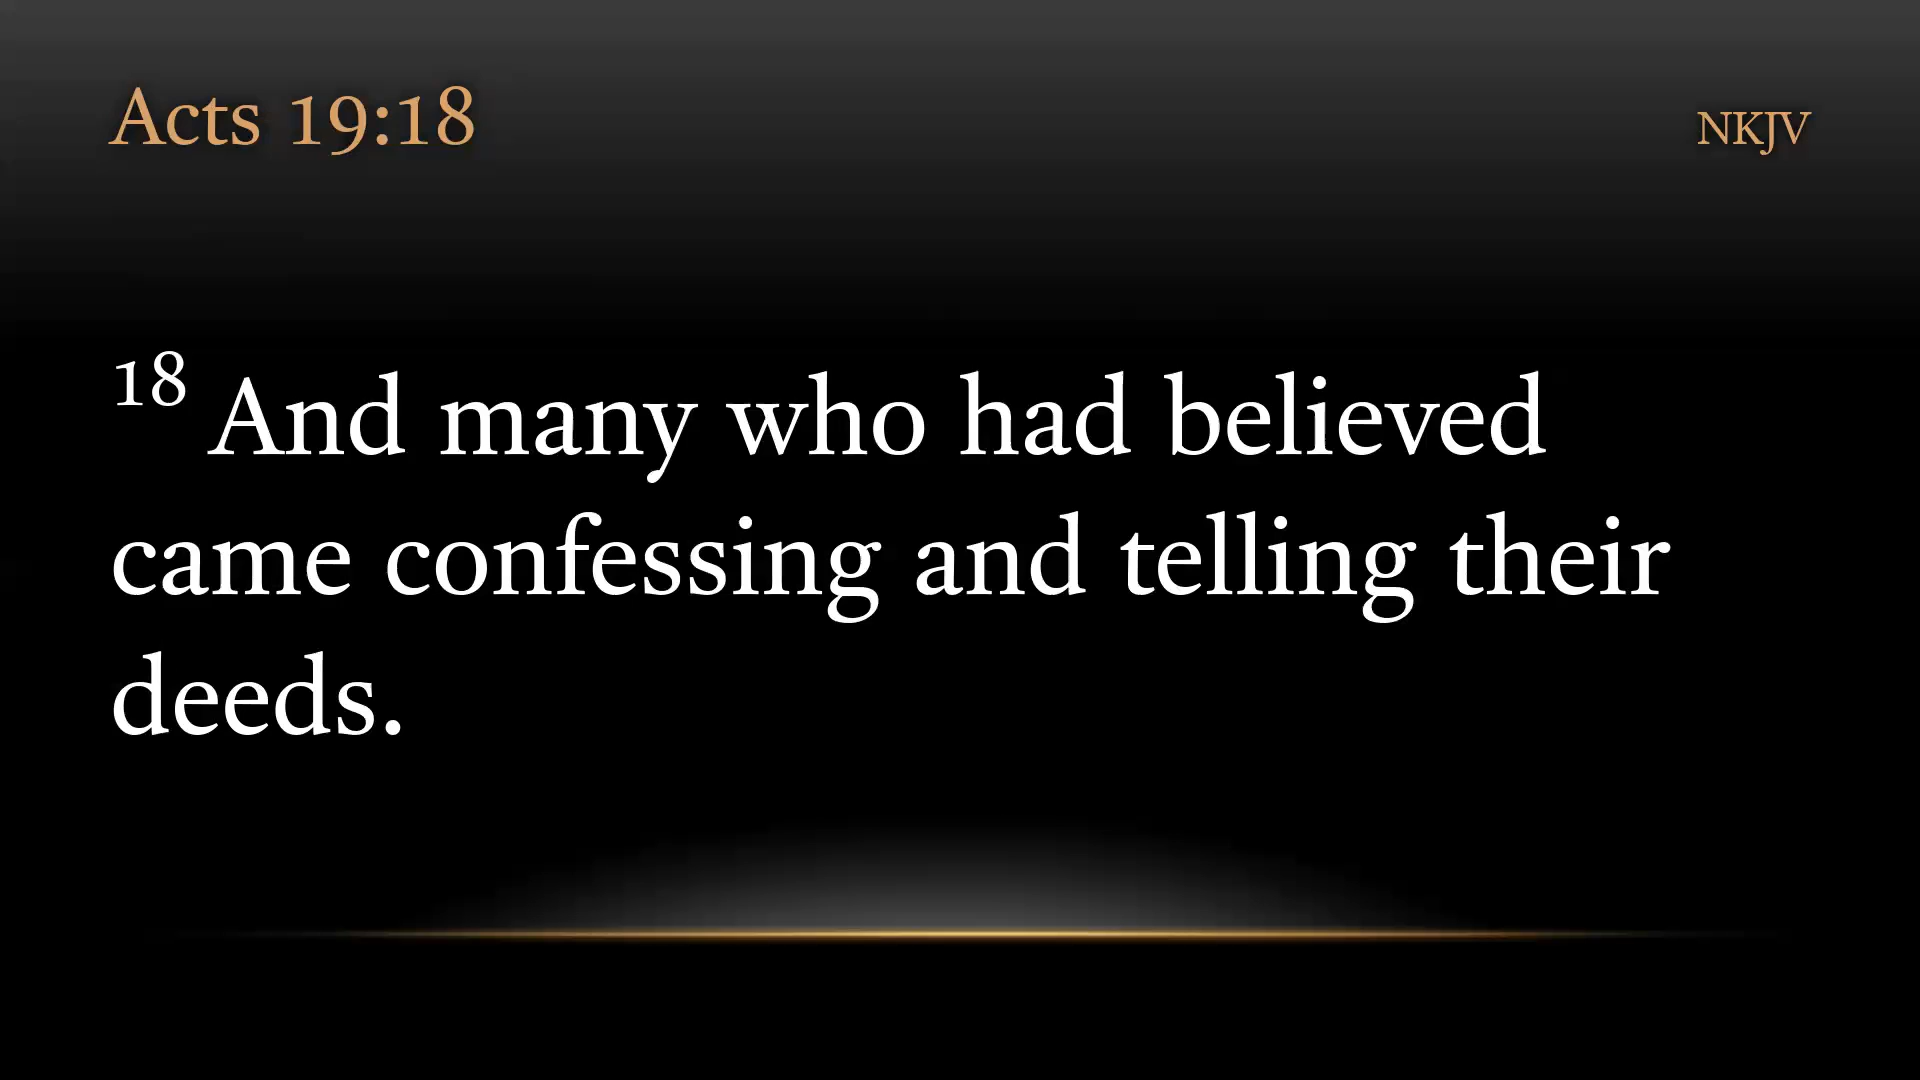 Acts 19:18
NKJV
18 And many who had believed
came confessing and telling their
deeds.